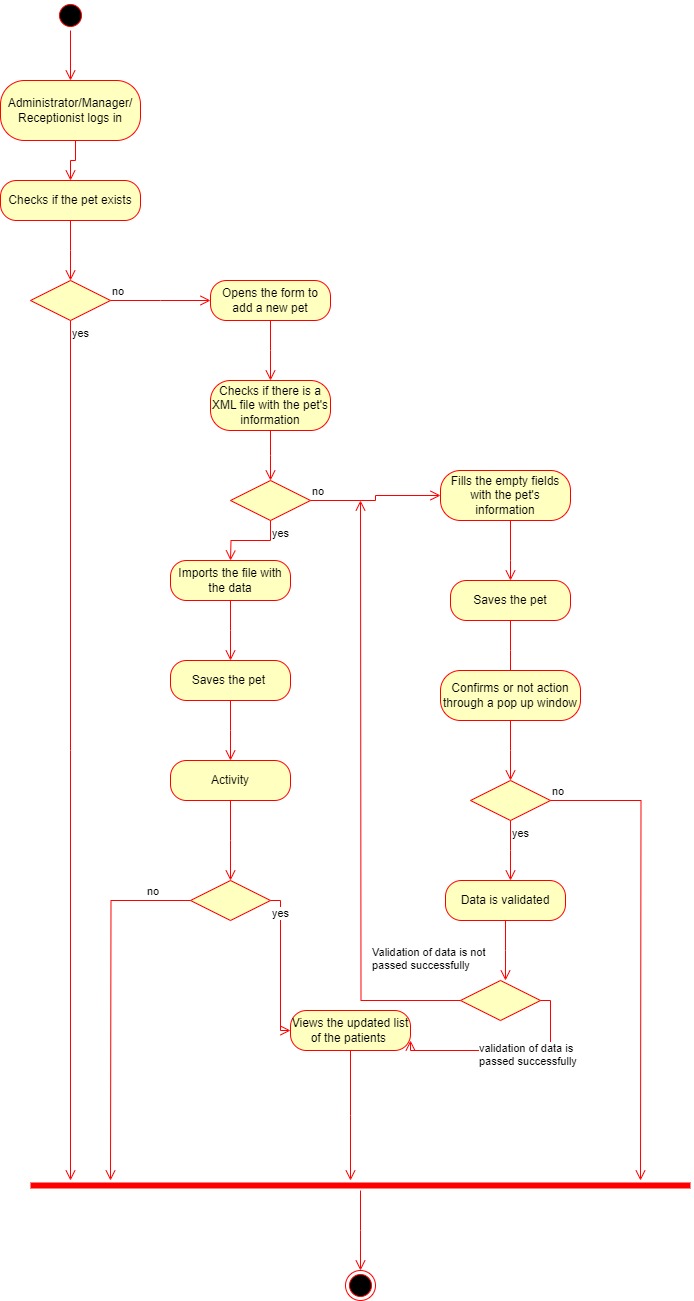 Administrator/Manager/
Receptionist logs in
Checks if the pet exists
no
yes
Opens the form to
add a new pet
Checks if there is a
XML file with the pet's
information
no
yes
Fills the empty fields
with the pet's
information
Imports the file with
the data
Saves the pet
Saves the pet
Confirms or not action
through a pop up window
Activity
no
yes
no
yes
Data is validated
Validation of data is not
passed successfully
Views the updated list
of the patients
validation of data is
passed successfully